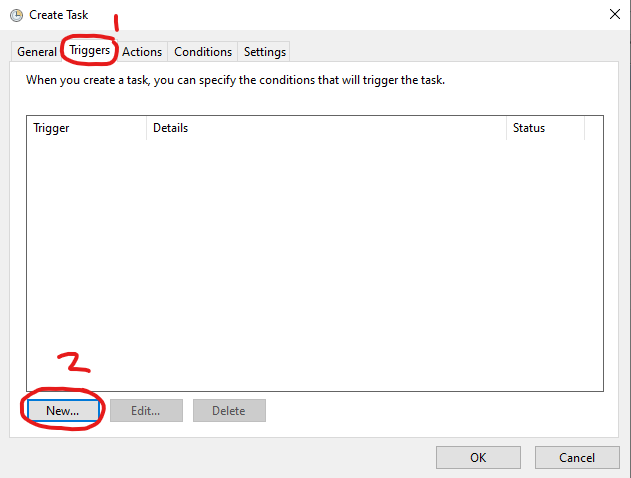 Create Task
1
General Triggers Actions Conditions Settings
When you create a task, you can specify the conditions that will trigger the task.
Trigger Details Status
2
New... Edit... Delete
OK Cancel